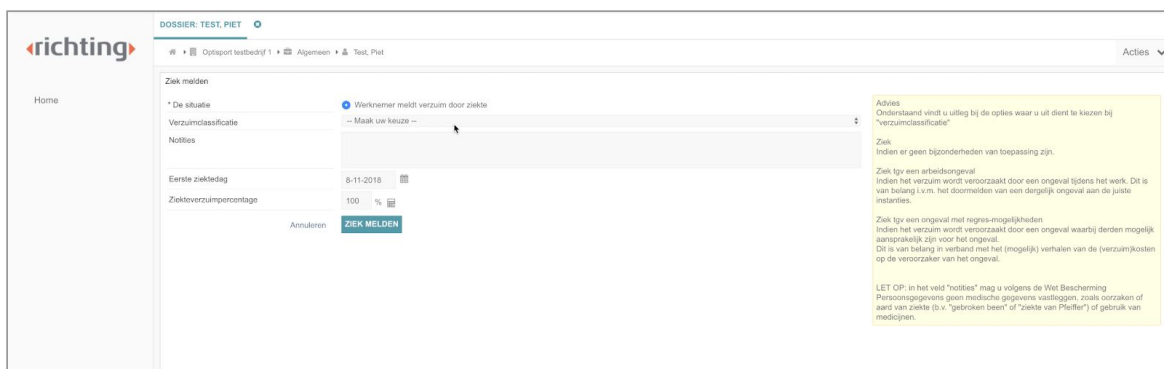 DOSSIER: TEST, PIET
richting
Optisport testbedrijf 1 Algemeen Test, Piet
Acties
Home
Ziek melden
* De situatie
Werknemer meldt verzuim door ziekte
Verzuimclassificatie
-- Maak uw keuze --
Notities
Eerste ziektedag
8-11-2018
Ziekteverzuimpercentage
100 %
Annuleren
ZIEK MELDEN
Advies
Onderstaand vindt u uitleg bij de opties waar u uit dient te kiezen bij
"verzuimclassificatie"
Ziek
Indien er geen bijzonderheden van toepassing zijn.
Ziek tgv een arbeidsongeval
Indien het verzuim wordt veroorzaakt door een ongeval tijdens het werk. Dit is
van belang i.v.m. het doormelden van een dergelijk ongeval aan de juiste
instanties.
Ziek tgv een ongeval met regres-mogelijkheden
Indien het verzuim wordt veroorzaakt door een ongeval waarbij derden mogelijk
aansprakelijk zijn voor het ongeval.
Dit is van belang in verband met het (mogelijk) verhalen van de (verzuim)kosten
op de veroorzaker van het ongeval.
LET OP: in het veld "notities" mag u volgens de Wet Bescherming
Persoonsgegevens geen medische gegevens vastleggen, zoals oorzaken of
aard van ziekte (b.v. "gebroken been" of "ziekte van Pfeiffer") of gebruik van
medicijnen.